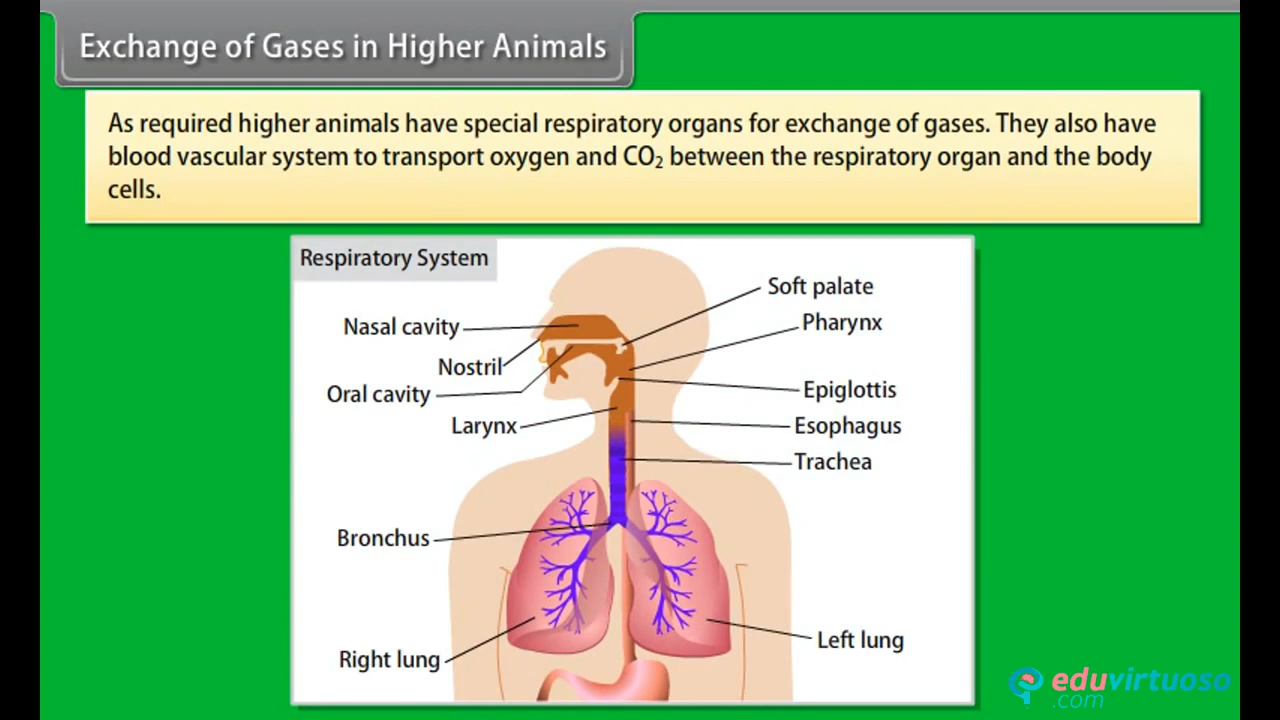 Exchange of Gases in Higher Animals
As required higher animals have special respiratory organs for exchange of gases. They also have
blood vascular system to transport oxygen and CO₂ between the respiratory organ and the body
cells.
Respiratory System
Soft palate
Nasal cavity
Pharynx
Nostril
Oral cavity
Epiglottis
Larynx
Esophagus
Trachea
Bronchus
Left lung
Right lung
eduvirtuoso
.com